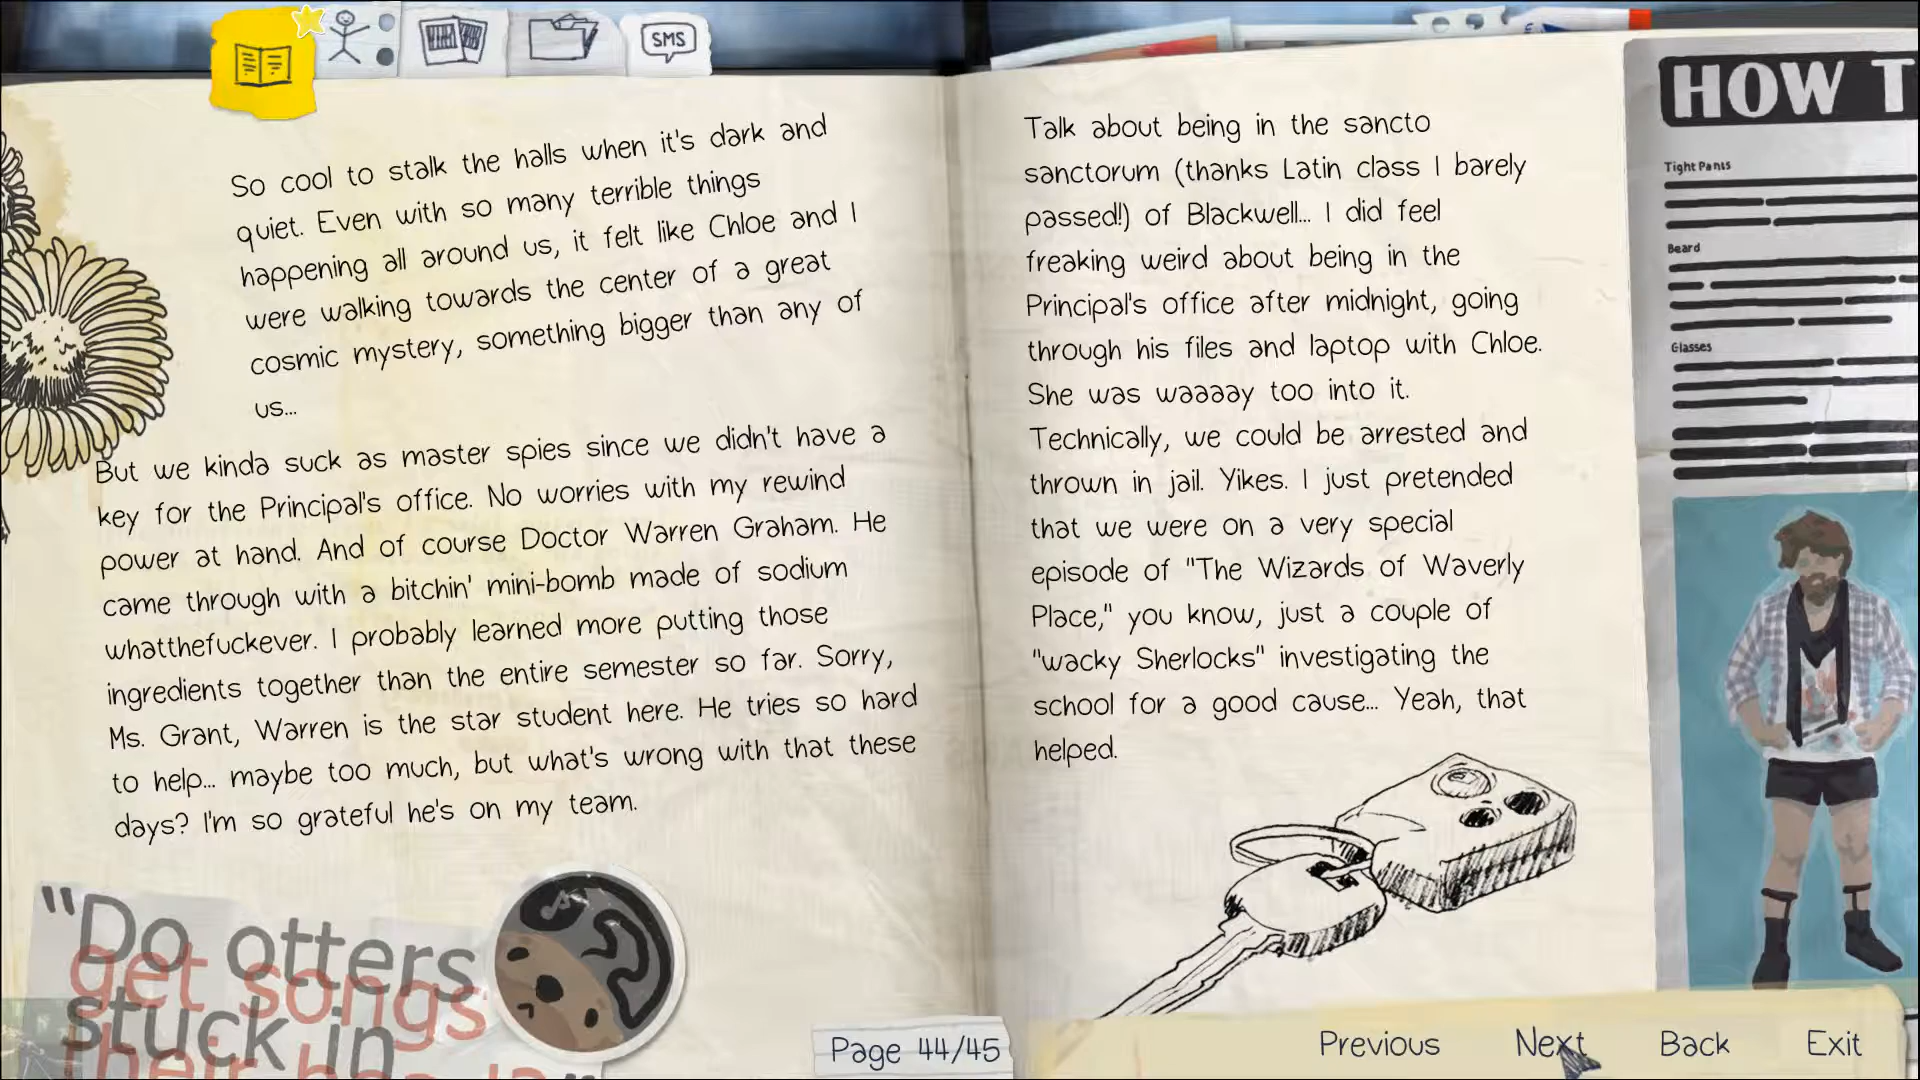 SMS
So cool to stalk the halls when it's dark and
quiet. Even with so many terrible things
happening all around us, it felt like Chloe and I
were walking towards the center of a great
cosmic mystery, something bigger than any of
us...
But we kinda suck as master spies since we didn't have a
key for the Principal's office. No worries with my rewind
power at hand. And of course Doctor Warren Graham. He
came through with a bitchin' mini-bomb made of sodium
whatthefuckever. I probably learned more putting those
ingredients together than the entire semester so far. Sorry,
Ms. Grant, Warren is the star student here. He tries so hard
to help... maybe too much, but what's wrong with that these
days? I'm so grateful he's on my team.
"Do otters
get songs
stuck in
their
Talk about being in the sancto
sanctorum (thanks Latin class I barely
passed!) of Blackwell... I did feel
freaking weird about being in the
Principal's office after midnight, going
through his files and laptop with Chloe.
She was waaaay too into it.
Technically, we could be arrested and
thrown in jail. Yikes. I just pretended
that we were on a very special
episode of "The Wizards of Waverly
Place," you know, just a couple of
"wacky Sherlocks" investigating the
school for a good cause... Yeah, that
helped.
HOW T
Tight Pants
Beard
Glasses
Page 44/45
Previous Next Back Exit